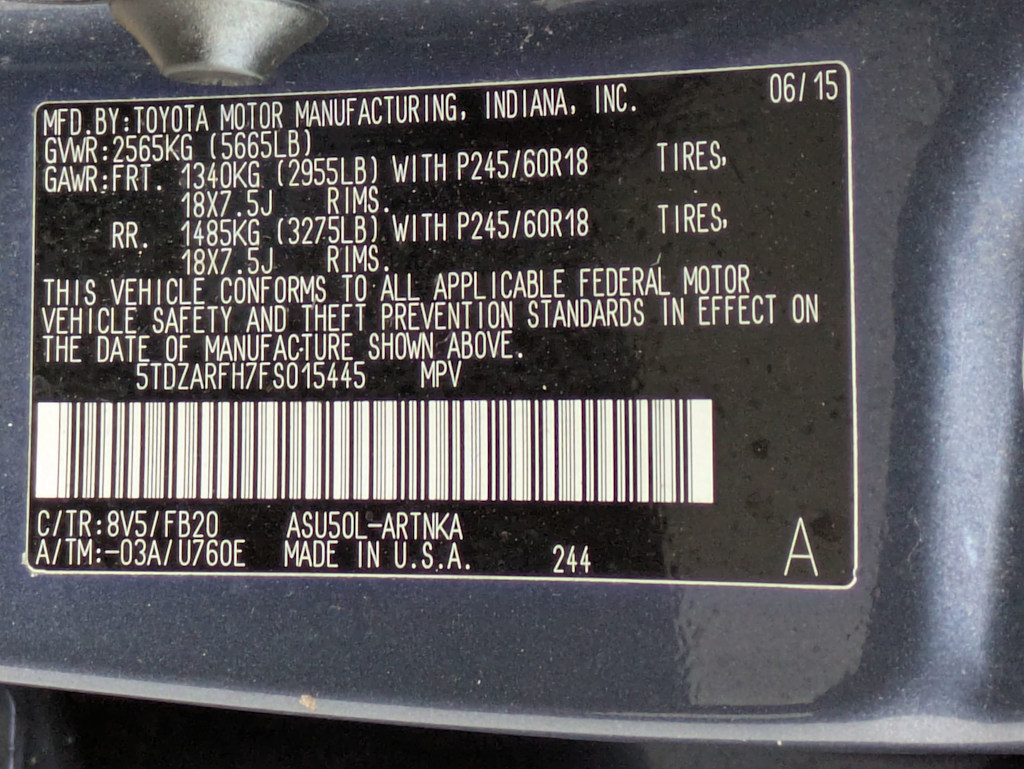 06/15
MFD.BY:TOYOTA MOTOR MANUFACTURING, INDIANA, INC.
GVWR:2565KG (5665LB)
GAWR:FRT. 1340KG (2955LB) WITH P245/60R18 TIRES,
18X7.5J RIMS.
RR. 1485KG (3275LB) WITH P245/60R18 TIRES,
18X7.5J RIMS.
THIS VEHICLE CONFORMS TO ALL APPLICABLE FEDERAL MOTOR
VEHICLE SAFETY AND THEFT PREVENTION STANDARDS IN EFFECT ON
THE DATE OF MANUFACTURE SHOWN ABOVE.
5TDZARFH7FS015445 MPV
C/TR:8V5/FB20 ASU50L-ARTNKA
A/TM:-03A/U760E MADE IN U.S.A. 244 A